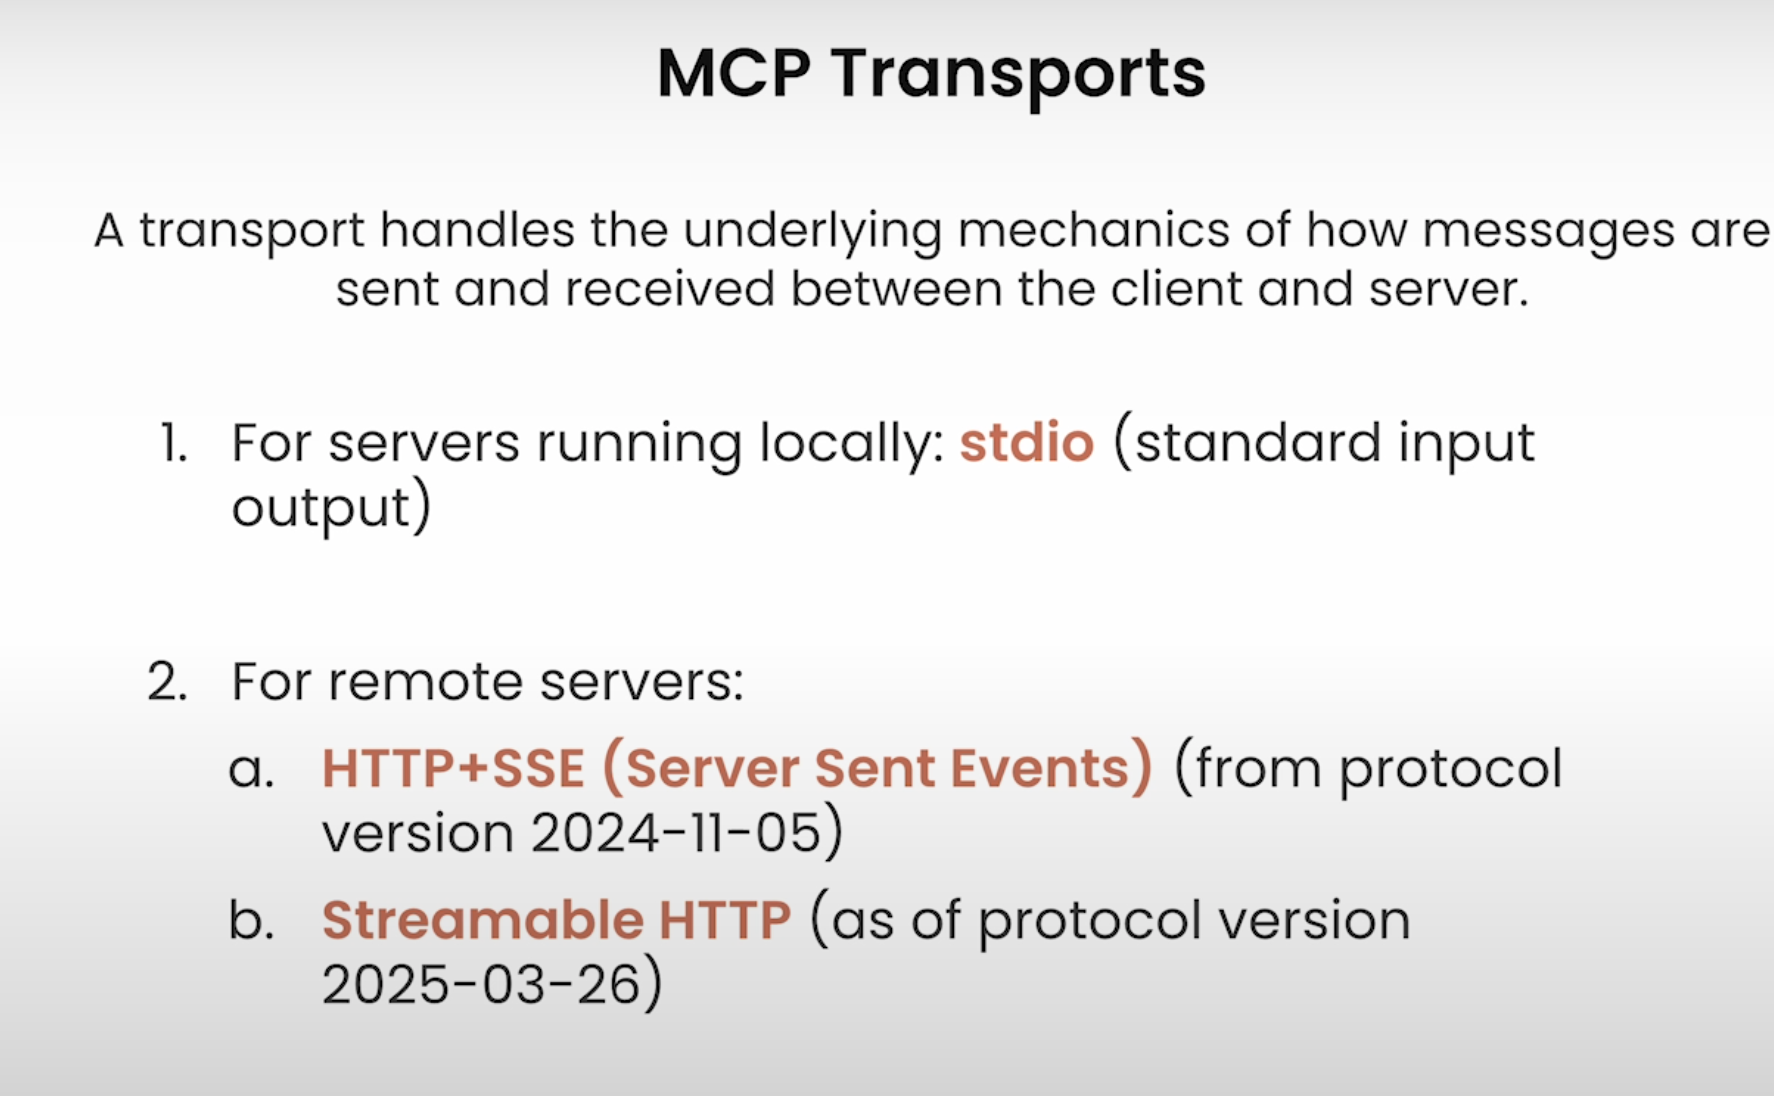 MCP Transports
A transport handles the underlying mechanics of how messages are
sent and received between the client and server.
1. For servers running locally: stdio (standard input
output)
2. For remote servers:
a. HTTP+SSE (Server Sent Events) (from protocol
version 2024-11-05)
b. Streamable HTTP (as of protocol version
2025-03-26)